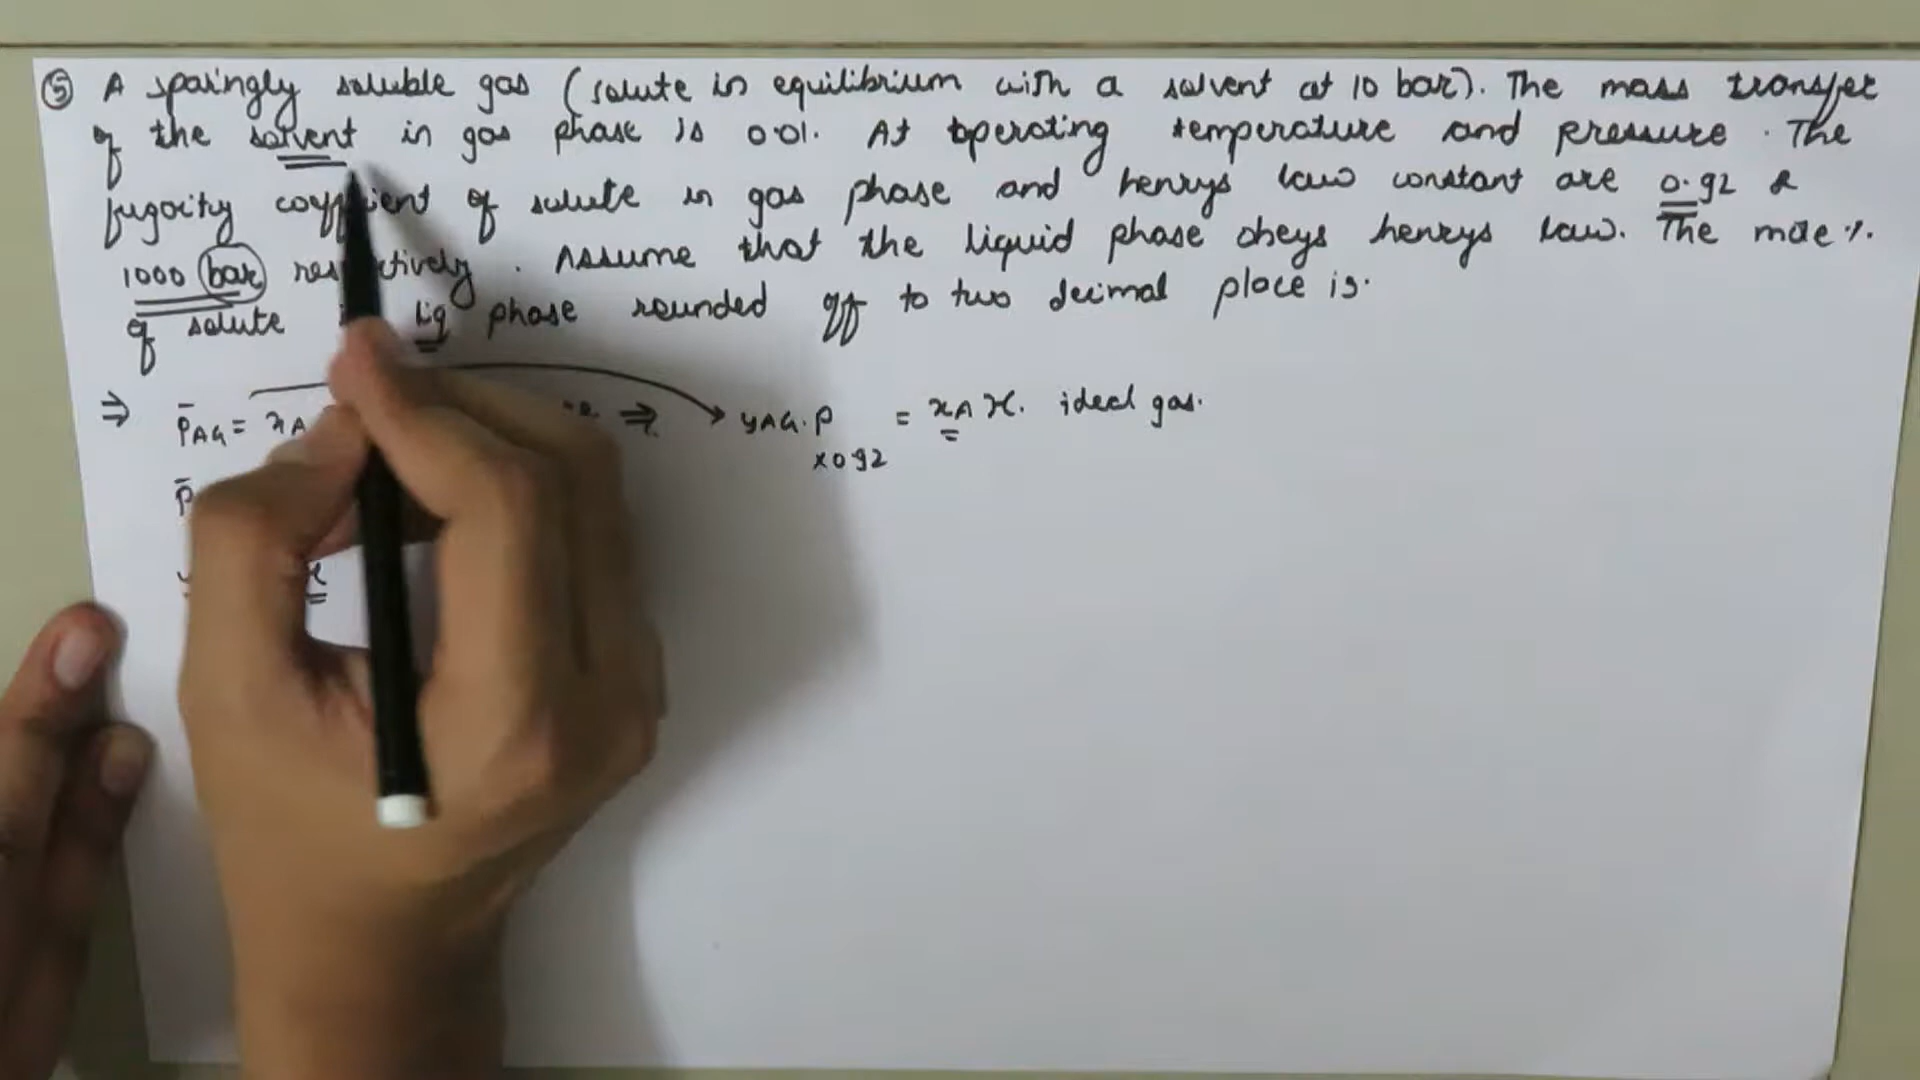 ⑤ A sparingly soluble gas (solute in equilibrium with a solvent at 10 bar). The mass transfer
of the solvent in gas phase is 0.01. At operating temperature and pressure. The
fugocity of solute in gas phase and henrys law constant are 0.92 &
1000 bar . Assume that the liquid phase obeys henrys law. The mole %.
of solute liq phase rounded off to two decimal place is.
⇒ p̄AG = xA ⇒ yAG.P = xA H. ideal gas.
x 0.92